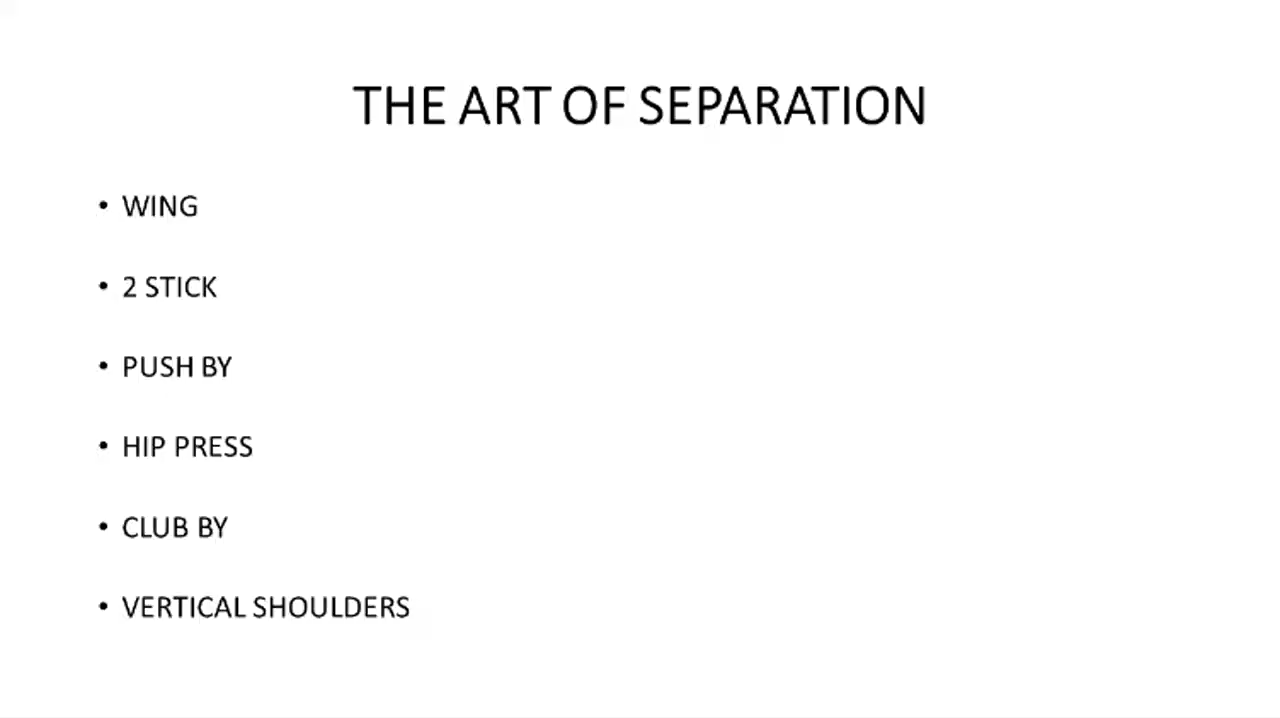 THE ART OF SEPARATION
• WING
• 2 STICK
• PUSH BY
• HIP PRESS
• CLUB BY
• VERTICAL SHOULDERS